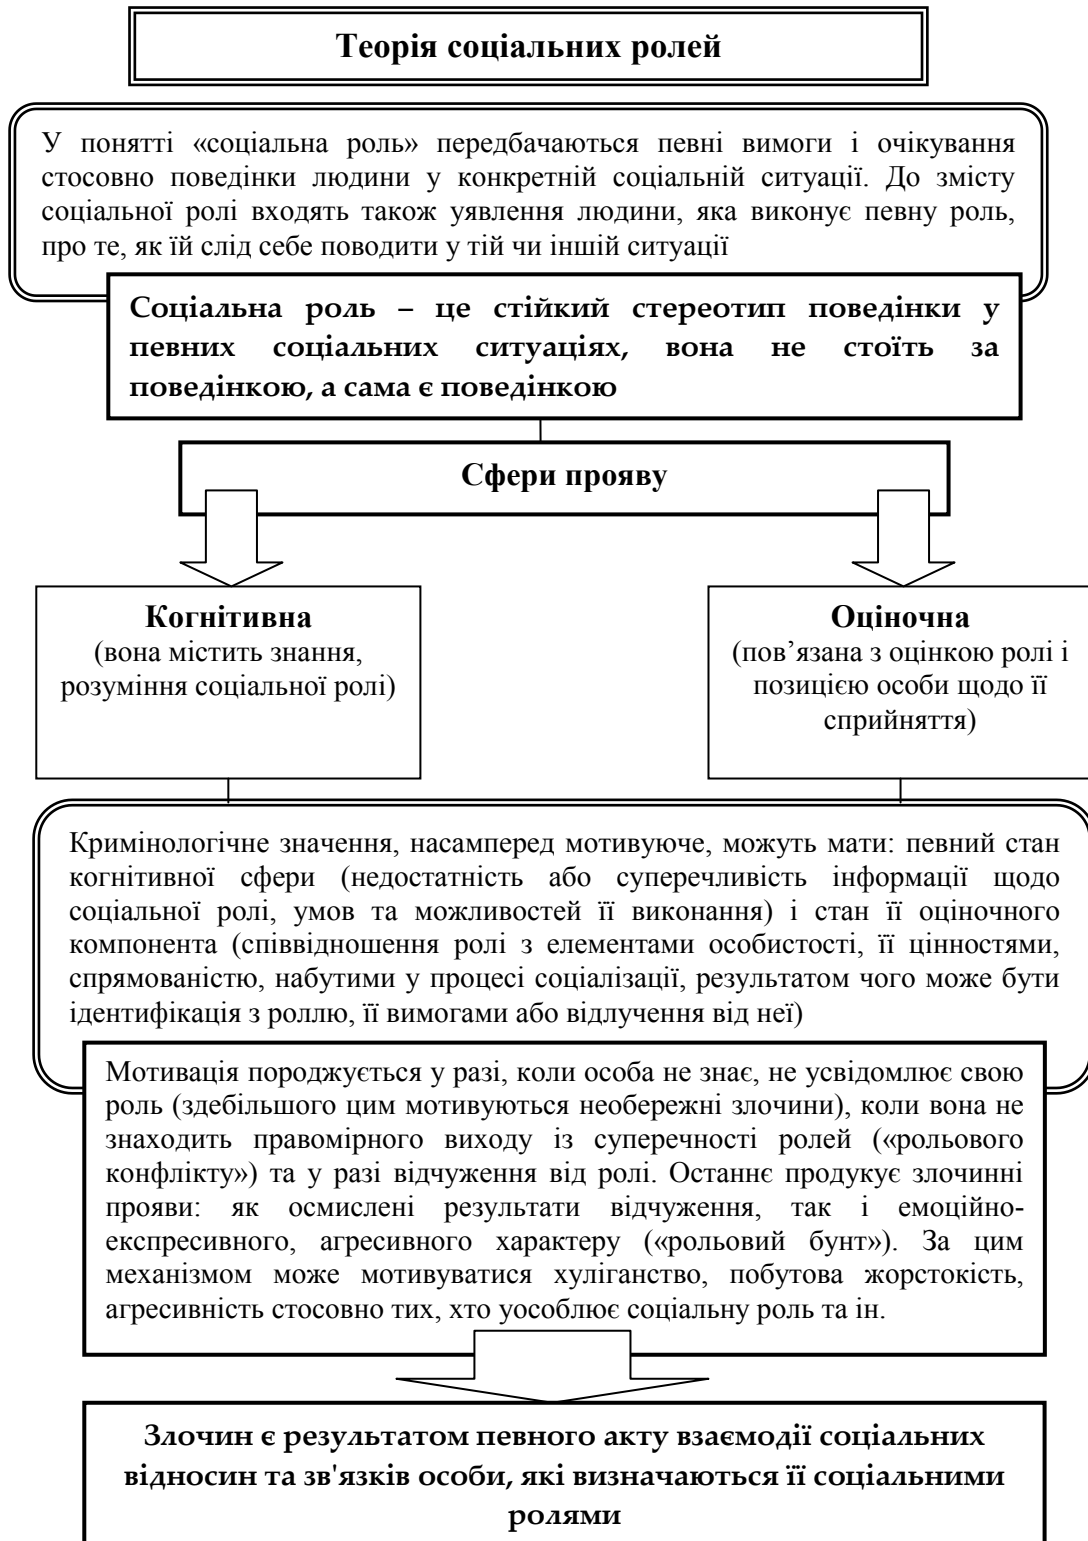 Теорія соціальних ролей
У понятті «соціальна роль» передбачаються певні вимоги і очікування
стосовно поведінки людини у конкретній соціальній ситуації. До змісту
соціальної ролі входять також уявлення людини, яка виконує певну роль,
про те, як їй слід себе поводити у тій чи іншій ситуації
Соціальна роль – це стійкий стереотип поведінки у
певних соціальних ситуаціях, вона не стоїть за
поведінкою, а сама є поведінкою
Сфери прояву
Когнітивна
(вона містить знання,
розуміння соціальної ролі)
Оціночна
(пов’язана з оцінкою ролі і
позицією особи щодо її
сприйняття)
Кримінологічне значення, насамперед мотивуюче, можуть мати: певний стан
когнітивної сфери (недостатність або суперечливість інформації щодо
соціальної ролі, умов та можливостей її виконання) і стан її оціночного
компонента (співвідношення ролі з елементами особистості, її цінностями,
спрямованістю, набутими у процесі соціалізації, результатом чого може бути
ідентифікація з роллю, її вимогами або відлучення від неї)
Мотивація породжується у разі, коли особа не знає, не усвідомлює свою
роль (здебільшого цим мотивуються необережні злочини), коли вона не
знаходить правомірного виходу із суперечності ролей («рольового
конфлікту») та у разі відчуження від ролі. Останнє продукує злочинні
прояви: як осмислені результати відчуження, так і емоційно-
експресивного, агресивного характеру («рольовий бунт»). За цим
механізмом може мотивуватися хуліганство, побутова жорстокість,
агресивність стосовно тих, хто уособлює соціальну роль та ін.
Злочин є результатом певного акту взаємодії соціальних
відносин та зв'язків особи, які визначаються її соціальними
ролями